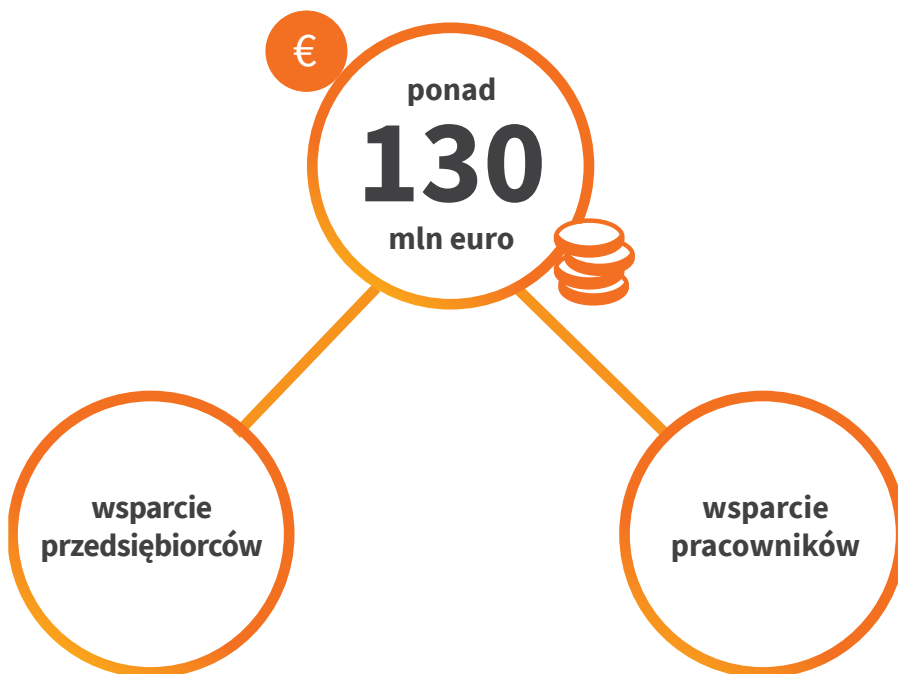 €
ponad
130
mln euro
wsparcie
przedsiębiorców
wsparcie
pracowników